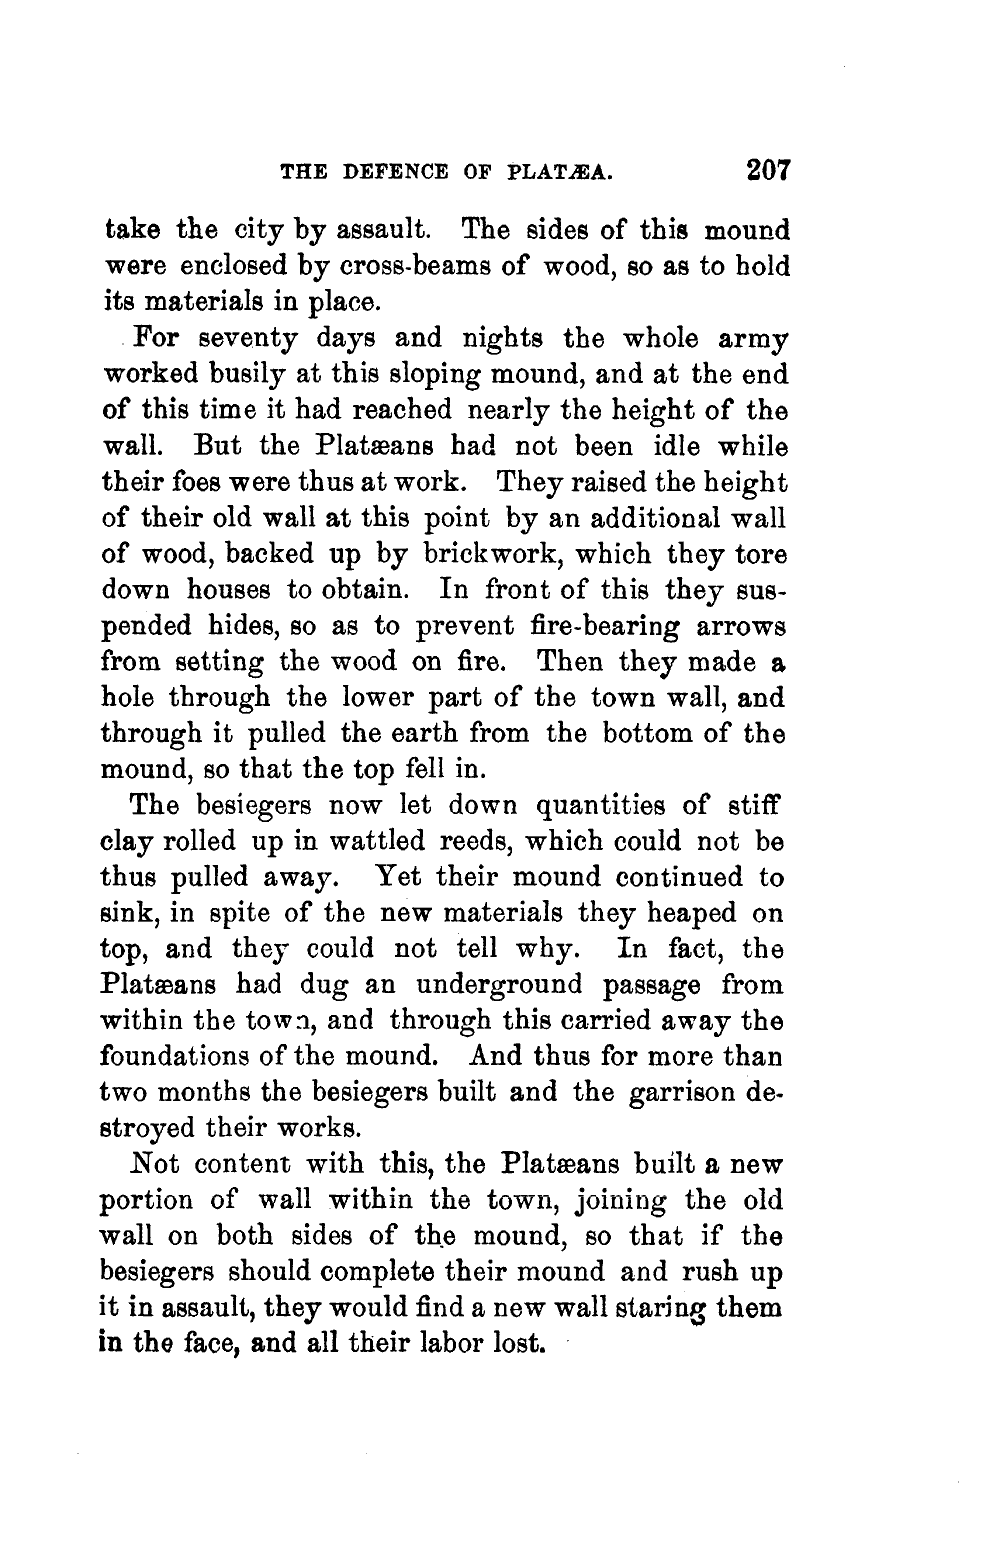 THE DEFENCE OF PLATÆA. 207
take the city by assault. The sides of this mound
were enclosed by cross-beams of wood, so as to hold
its materials in place.
For seventy days and nights the whole army
worked busily at this sloping mound, and at the end
of this time it had reached nearly the height of the
wall. But the Platæans had not been idle while
their foes were thus at work. They raised the height
of their old wall at this point by an additional wall
of wood, backed up by brickwork, which they tore
down houses to obtain. In front of this they sus-
pended hides, so as to prevent fire-bearing arrows
from setting the wood on fire. Then they made a
hole through the lower part of the town wall, and
through it pulled the earth from the bottom of the
mound, so that the top fell in.
The besiegers now let down quantities of stiff
clay rolled up in wattled reeds, which could not be
thus pulled away. Yet their mound continued to
sink, in spite of the new materials they heaped on
top, and they could not tell why. In fact, the
Platæans had dug an underground passage from
within the town, and through this carried away the
foundations of the mound. And thus for more than
two months the besiegers built and the garrison de-
stroyed their works.
Not content with this, the Platæans built a new
portion of wall within the town, joining the old
wall on both sides of the mound, so that if the
besiegers should complete their mound and rush up
it in assault, they would find a new wall staring them
in the face, and all their labor lost.